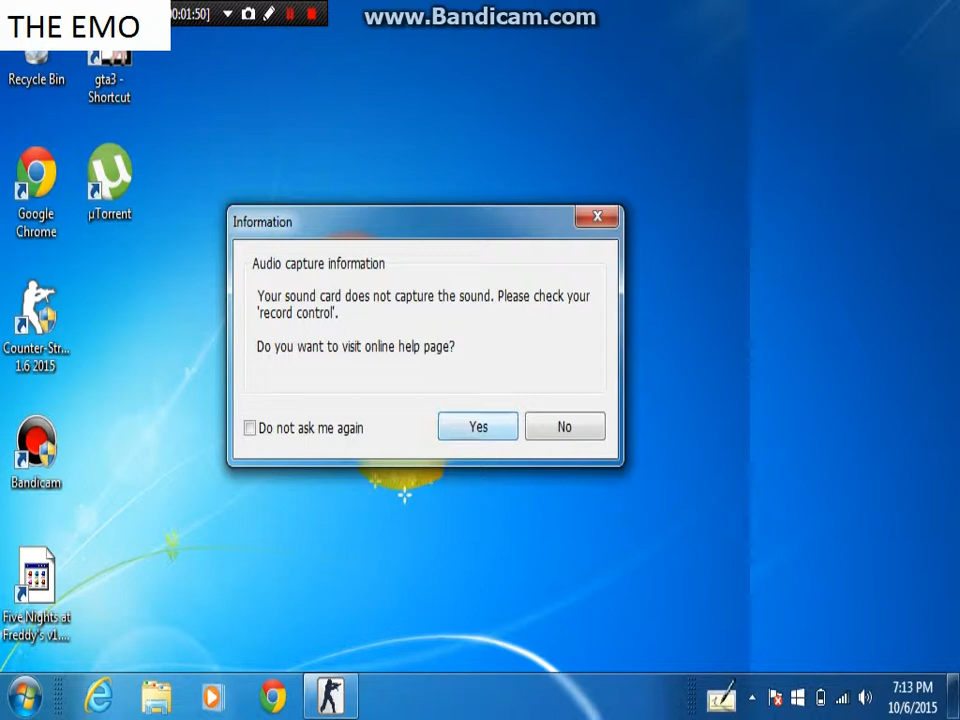 THE EMO
00:01:50]
www.Bandicam.com
Recycle Bin
gta3 -
Shortcut
Google
Chrome
µTorrent
Counter-Str...
1.6 2015
Bandicam
Five Nights at
Freddy's v1....
Information
Audio capture information
Your sound card does not capture the sound. Please check your
'record control'.
Do you want to visit online help page?
Do not ask me again
Yes
No
7:13 PM
10/6/2015